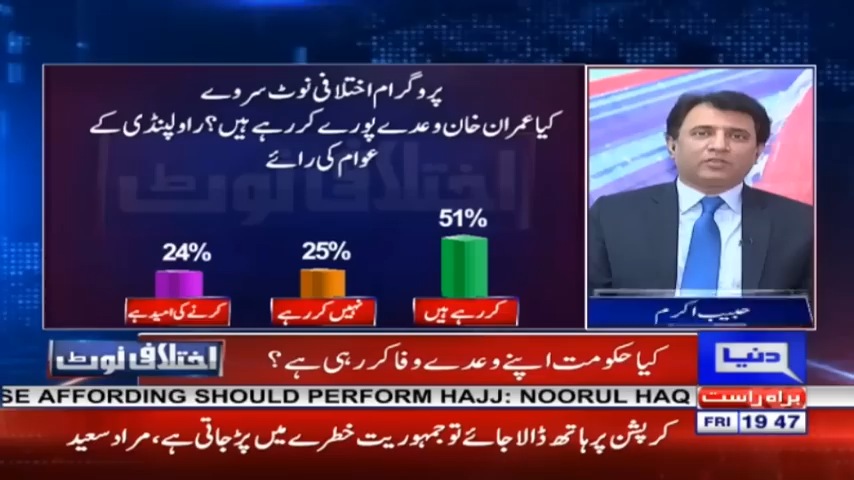 پروگرام اختلافی نوٹ سروے
کیا عمران خان وعدے پورے کر رہے ہیں؟ راولپنڈی کے
عوام کی رائے
اختلافی نوٹ
51%
25%
24%
کر رہے ہیں
نہیں کر رہے
کرنے کی امید ہے
حبیب اکرم
دنیا
کیا حکومت اپنے وعدے وفا کر رہی ہے؟
اختلافی نوٹ
SE AFFORDING SHOULD PERFORM HAJJ: NOORUL HAQ
براہ راست
FRI 19 47
کرپشن پر ہاتھ ڈالا جائے تو جمہوریت خطرے میں پڑ جاتی ہے، مراد سعید